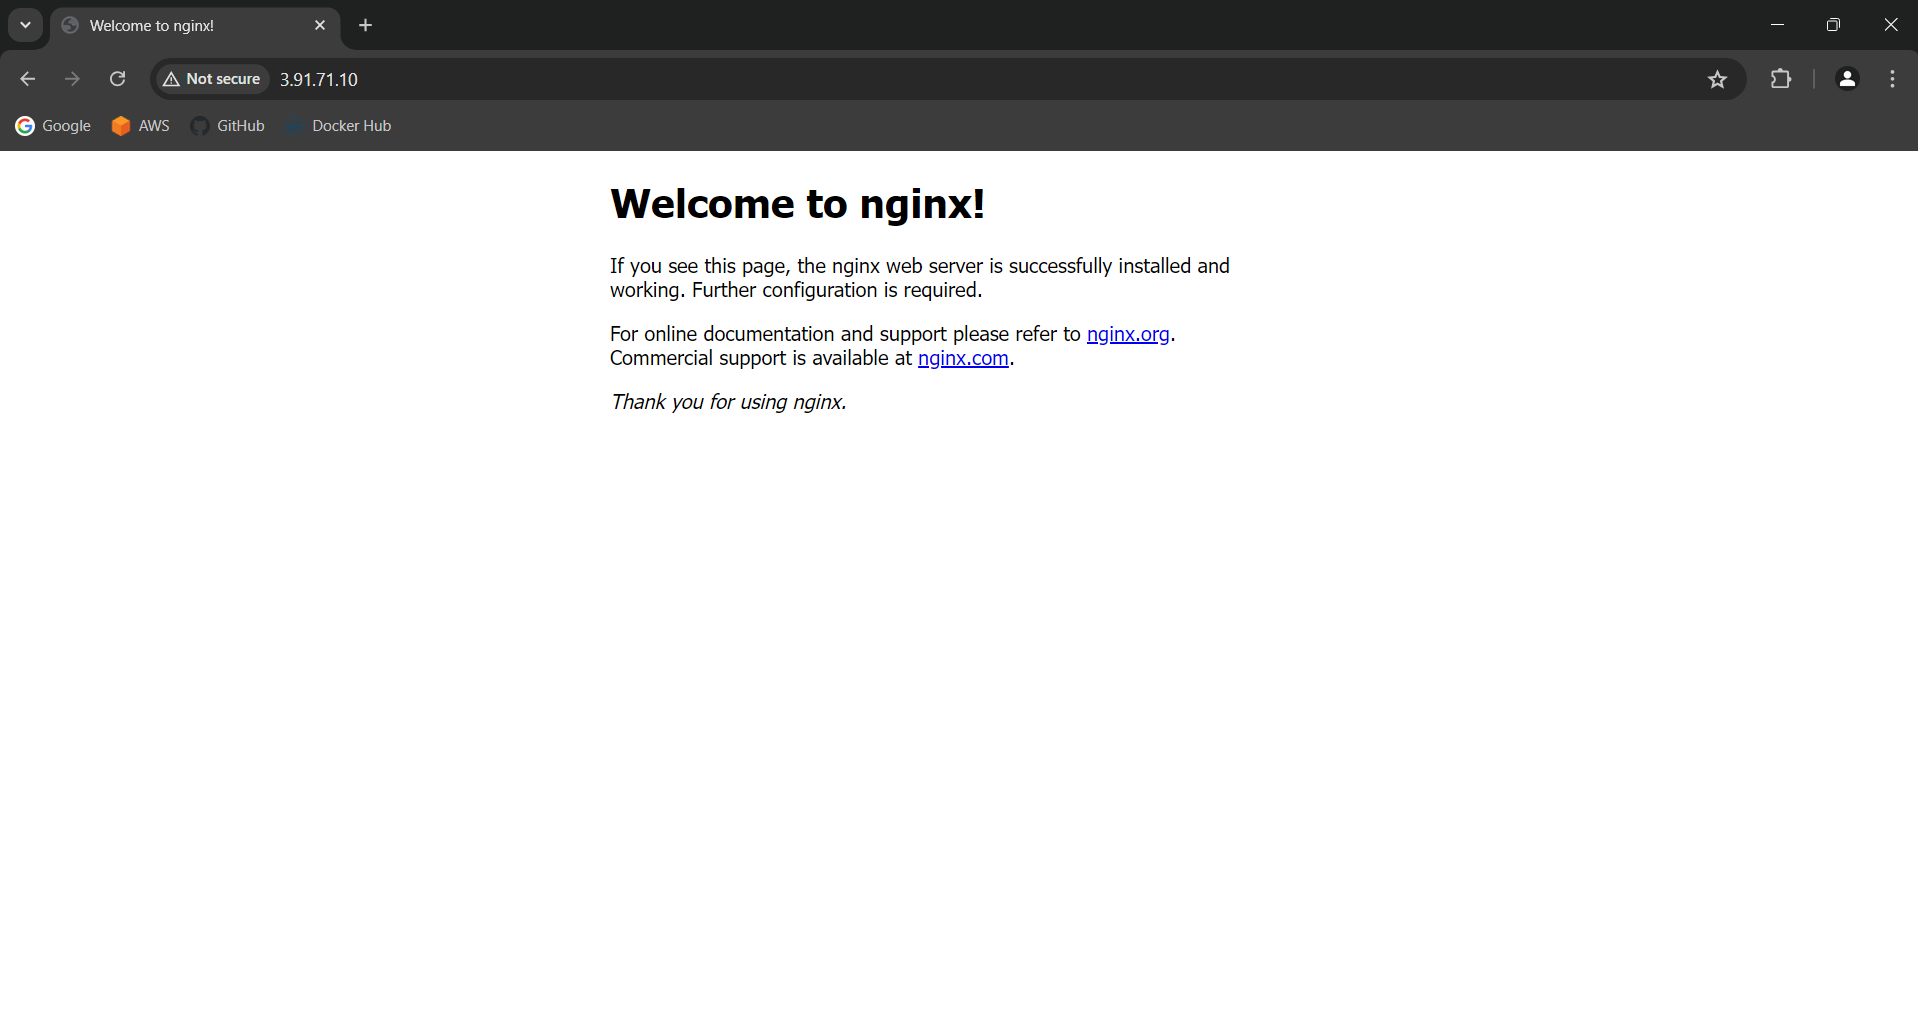 Welcome to nginx!
Not secure
3.91.71.10
Google
AWS
GitHub
Docker Hub
Welcome to nginx!
If you see this page, the nginx web server is successfully installed and
working. Further configuration is required.
For online documentation and support please refer to nginx.org.
Commercial support is available at nginx.com.
Thank you for using nginx.